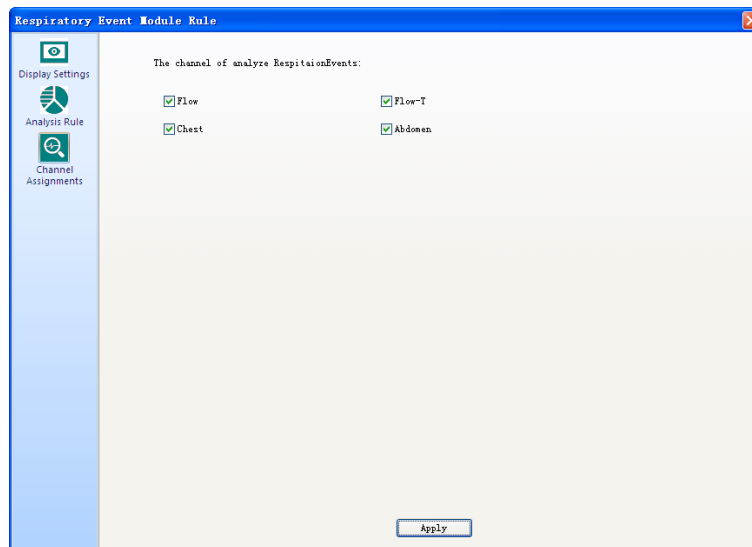 Respiratory Event Module Rule
Display Settings
Analysis Rule
Channel
Assignments
The channel of analyze RespitaionEvents:
Flow
Flow-T
Chest
Abdomen
Apply